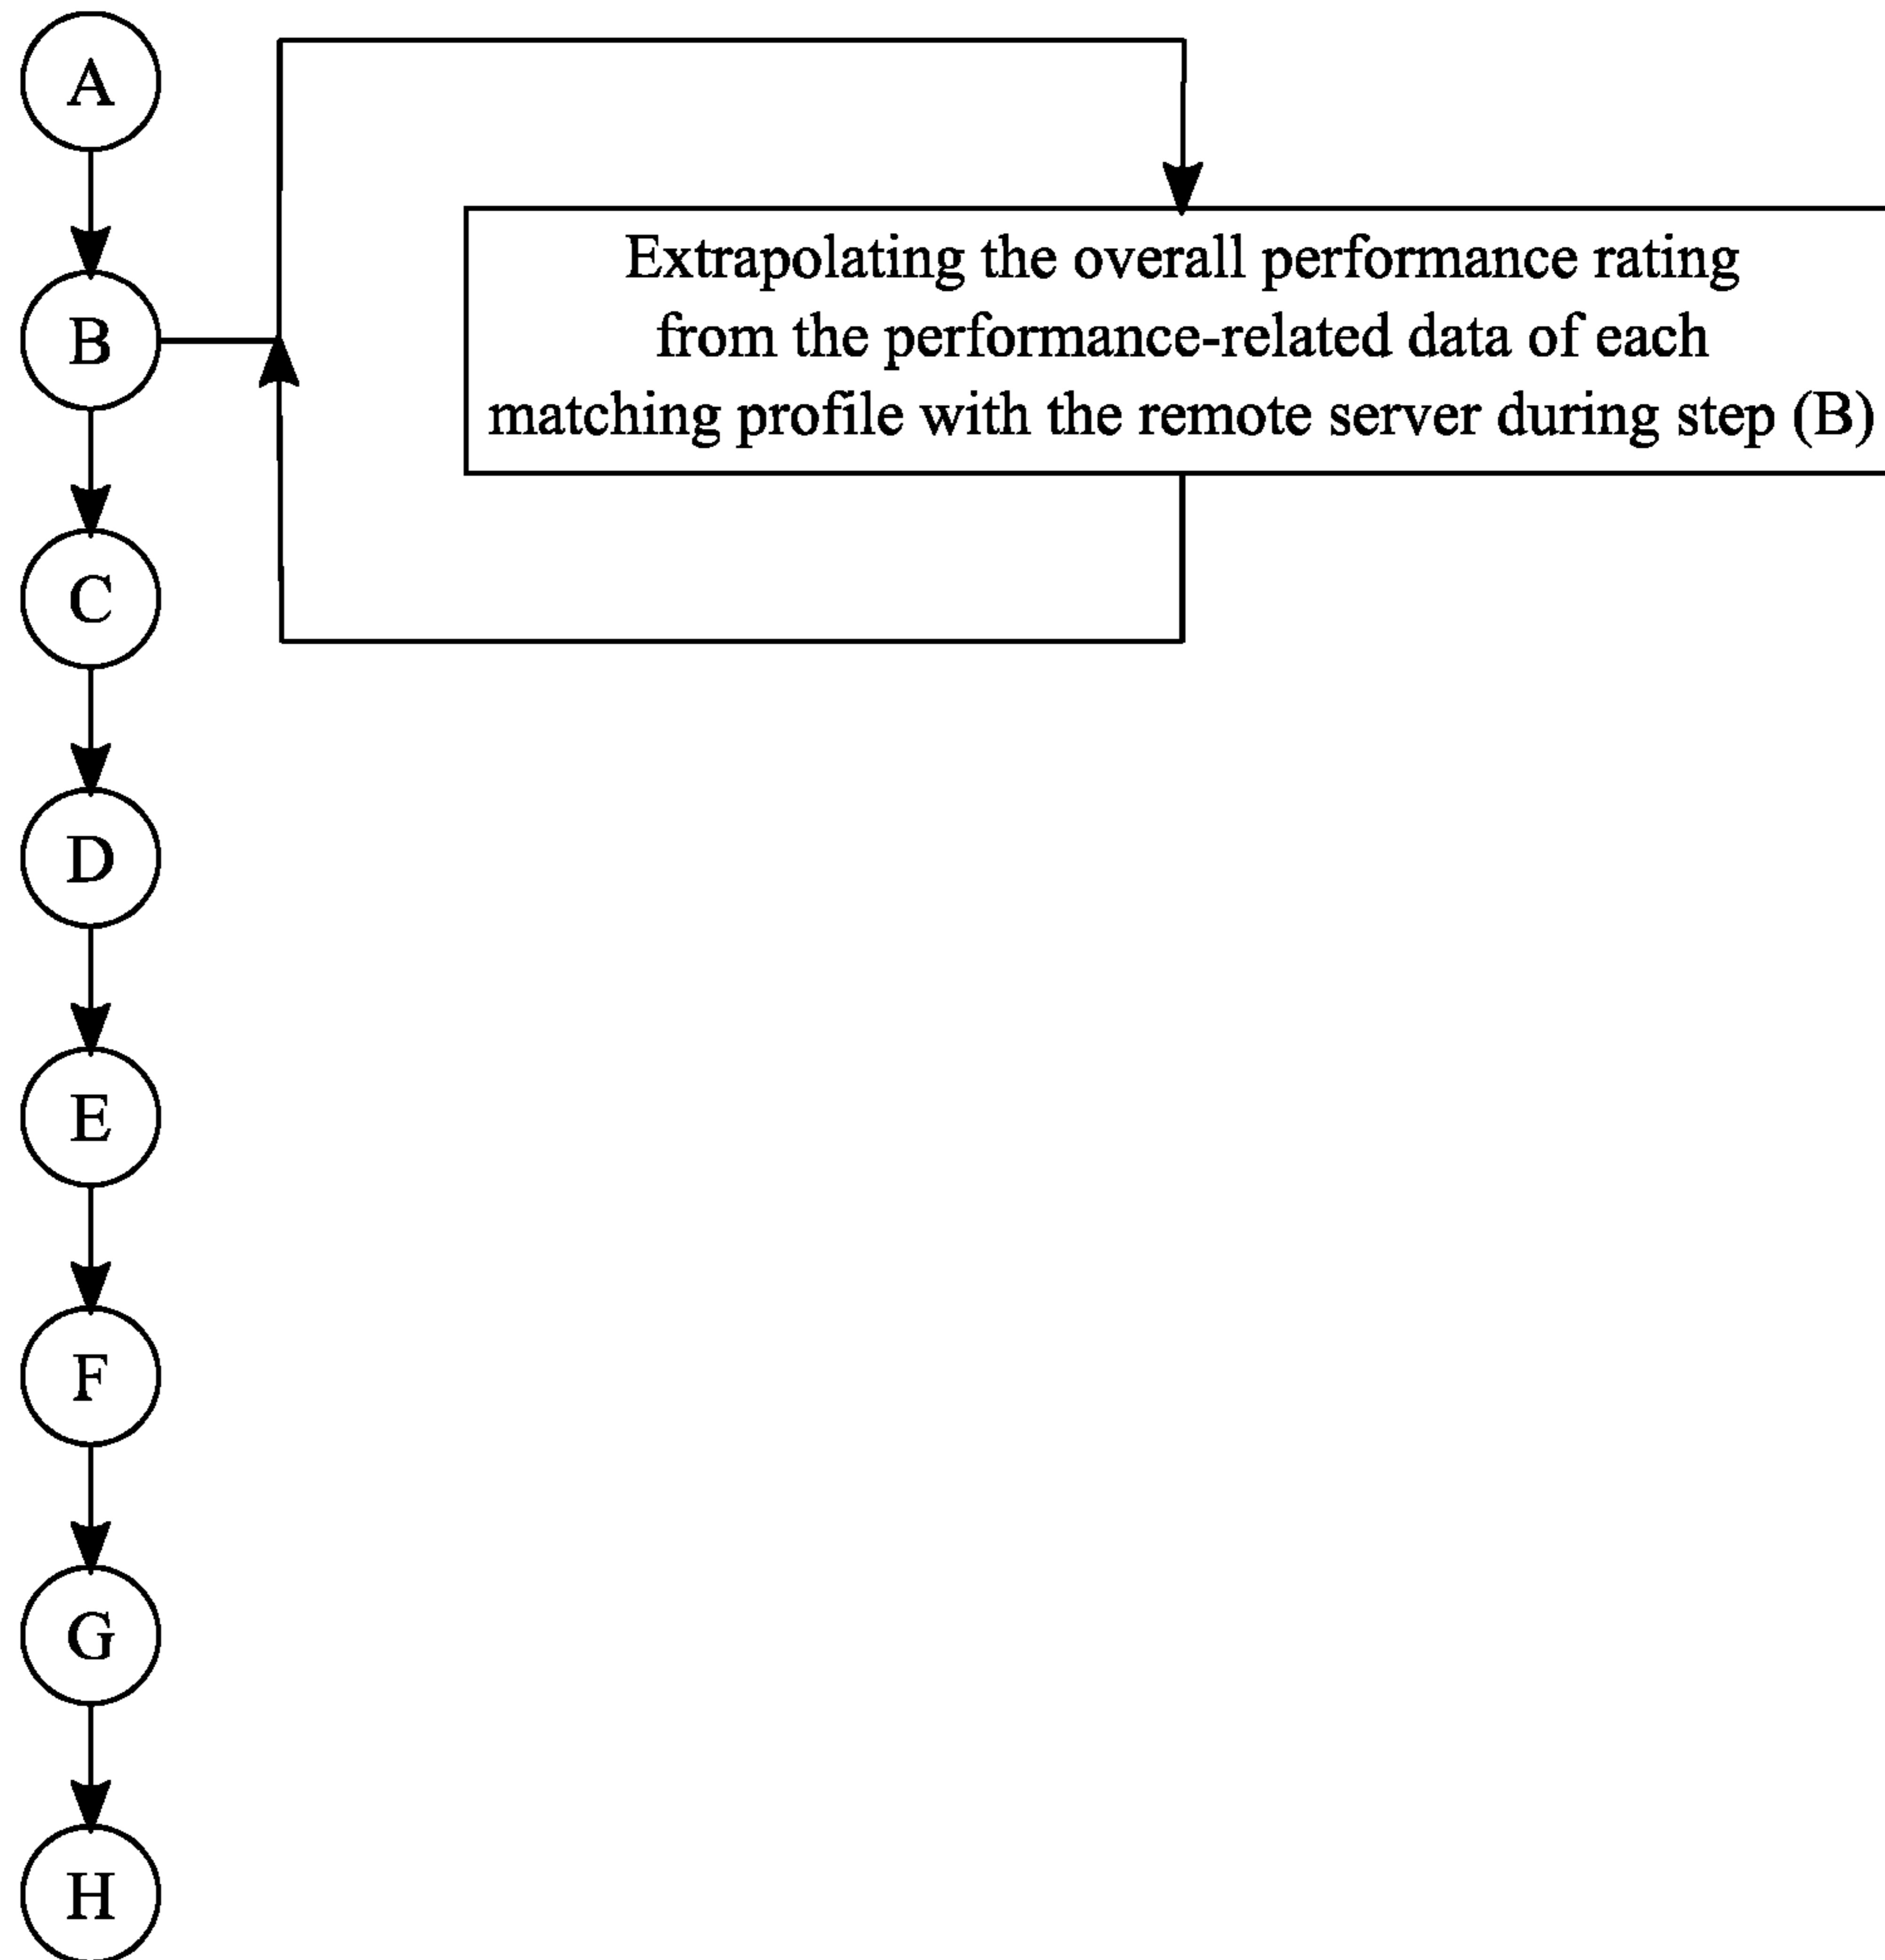 A
B
Extrapolating the overall performance rating
from the performance-related data of each
matching profile with the remote server during step (B)
C
D
E
F
G
H